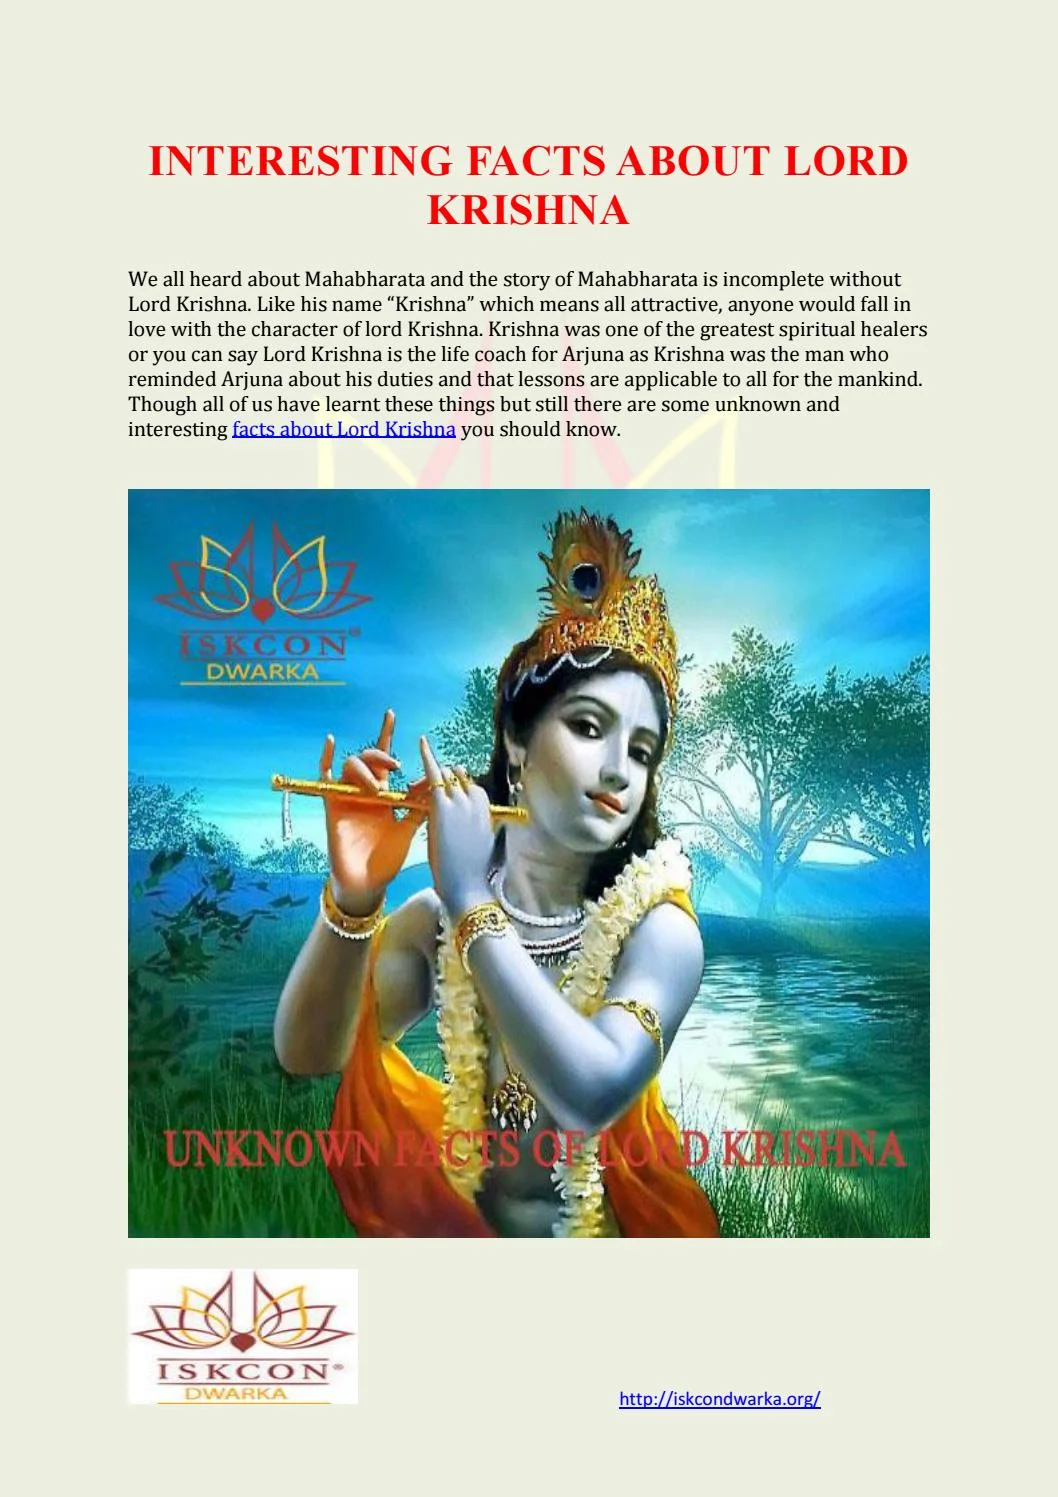 INTERESTING FACTS ABOUT LORD
KRISHNA
We all heard about Mahabharata and the story of Mahabharata is incomplete without
Lord Krishna. Like his name “Krishna” which means all attractive, anyone would fall in
love with the character of lord Krishna. Krishna was one of the greatest spiritual healers
or you can say Lord Krishna is the life coach for Arjuna as Krishna was the man who
reminded Arjuna about his duties and that lessons are applicable to all for the mankind.
Though all of us have learnt these things but still there are some unknown and
interesting facts about Lord Krishna you should know.
ISKCON®
DWARKA
UNKNOWN FACTS OF LORD KRISHNA
ISKCON®
DWARKA
http://iskcondwarka.org/